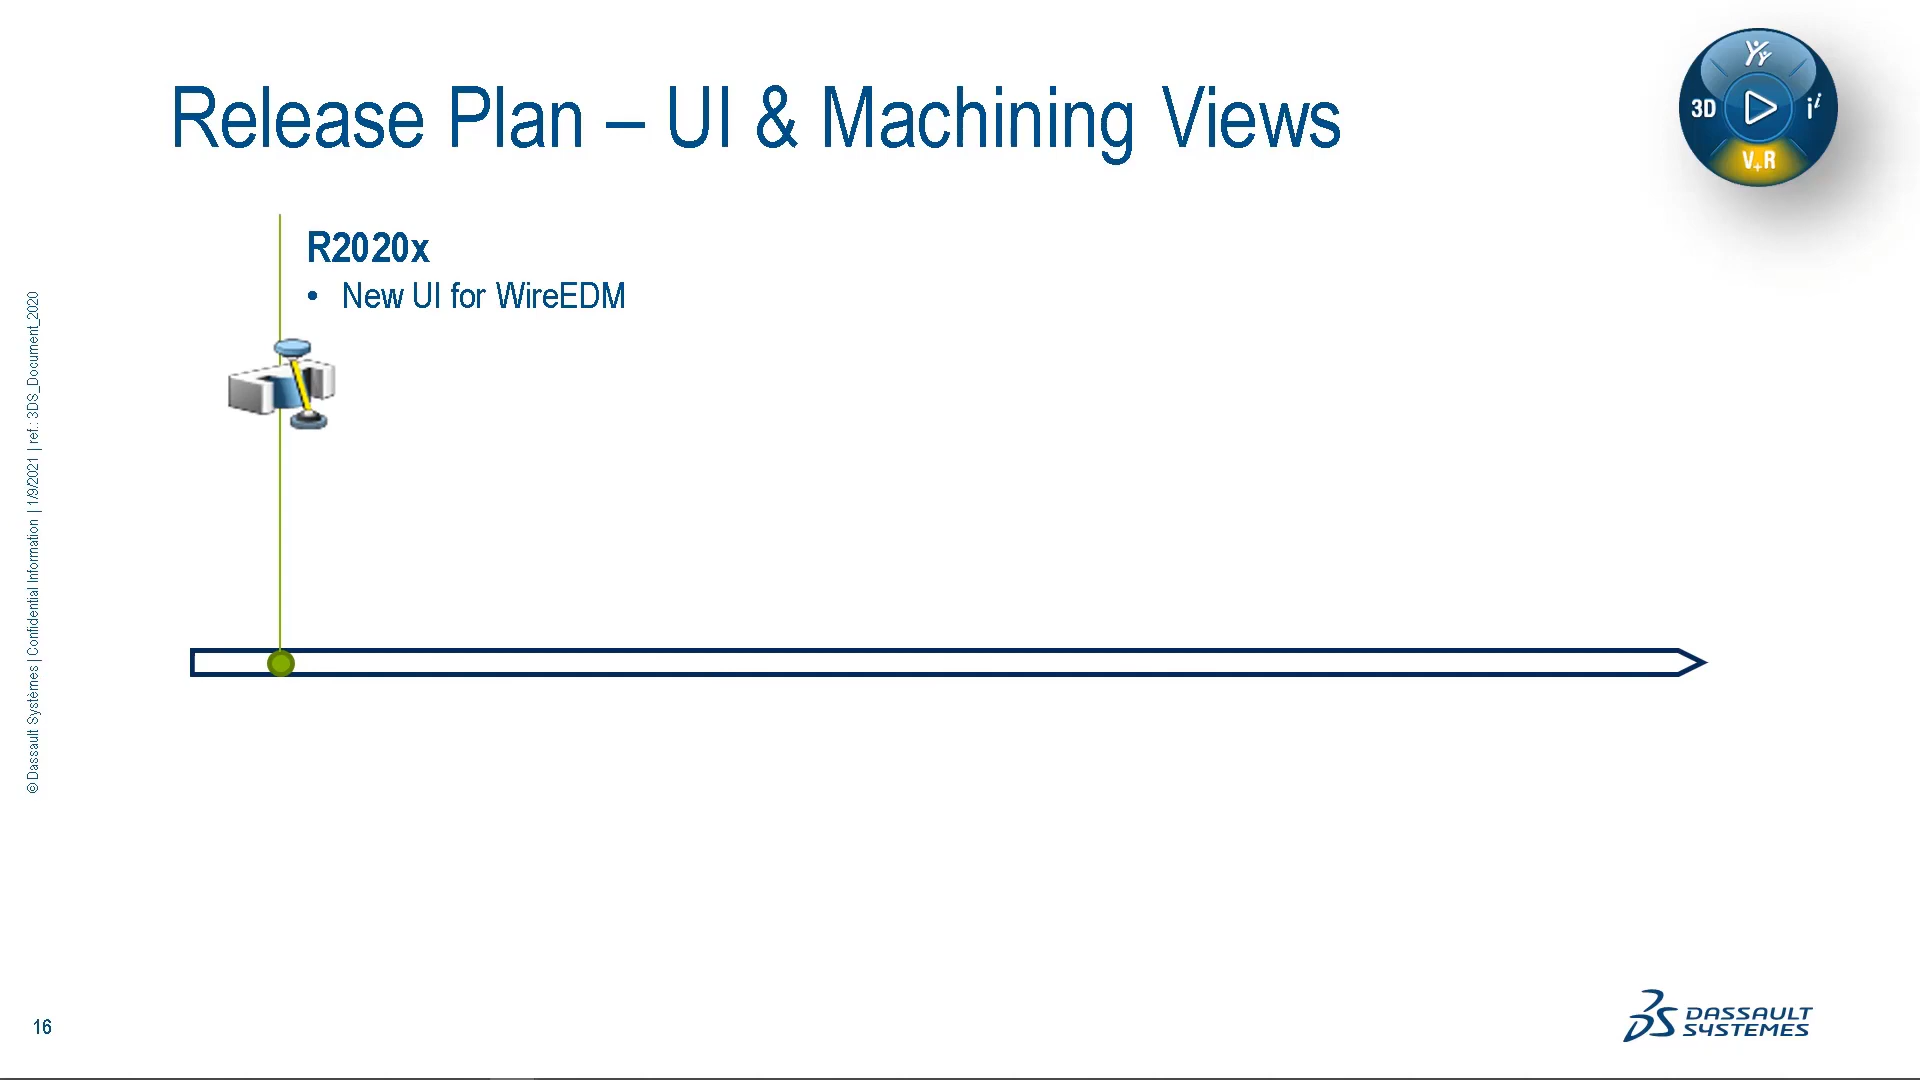 Release Plan – UI & Machining Views
3D
V+R
i
R2020x
• New UI for WireEDM
© Dassault Systèmes | Confidential Information | 1/9/2021 | ref.: 3DS_Document_2020
16
3DS DASSAULT
SYSTEMES